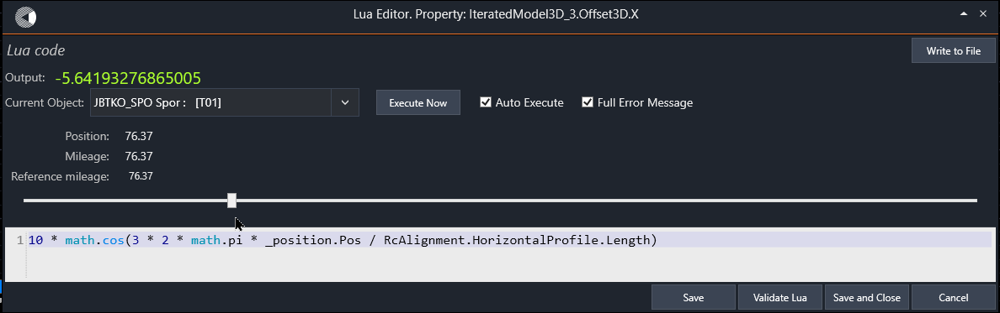 Lua Editor. Property: IteratedModel3D_3.Offset3D.X
Lua code
Write to File
Output: -5.64193276865005
Current Object: JBTKO_SPO Spor : [T01] Execute Now Auto Execute Full Error Message
Position: 76.37
Mileage: 76.37
Reference mileage: 76.37
1 10 * math.cos(3 * 2 * math.pi * _position.Pos / RcAlignment.HorizontalProfile.Length)
Save Validate Lua Save and Close Cancel